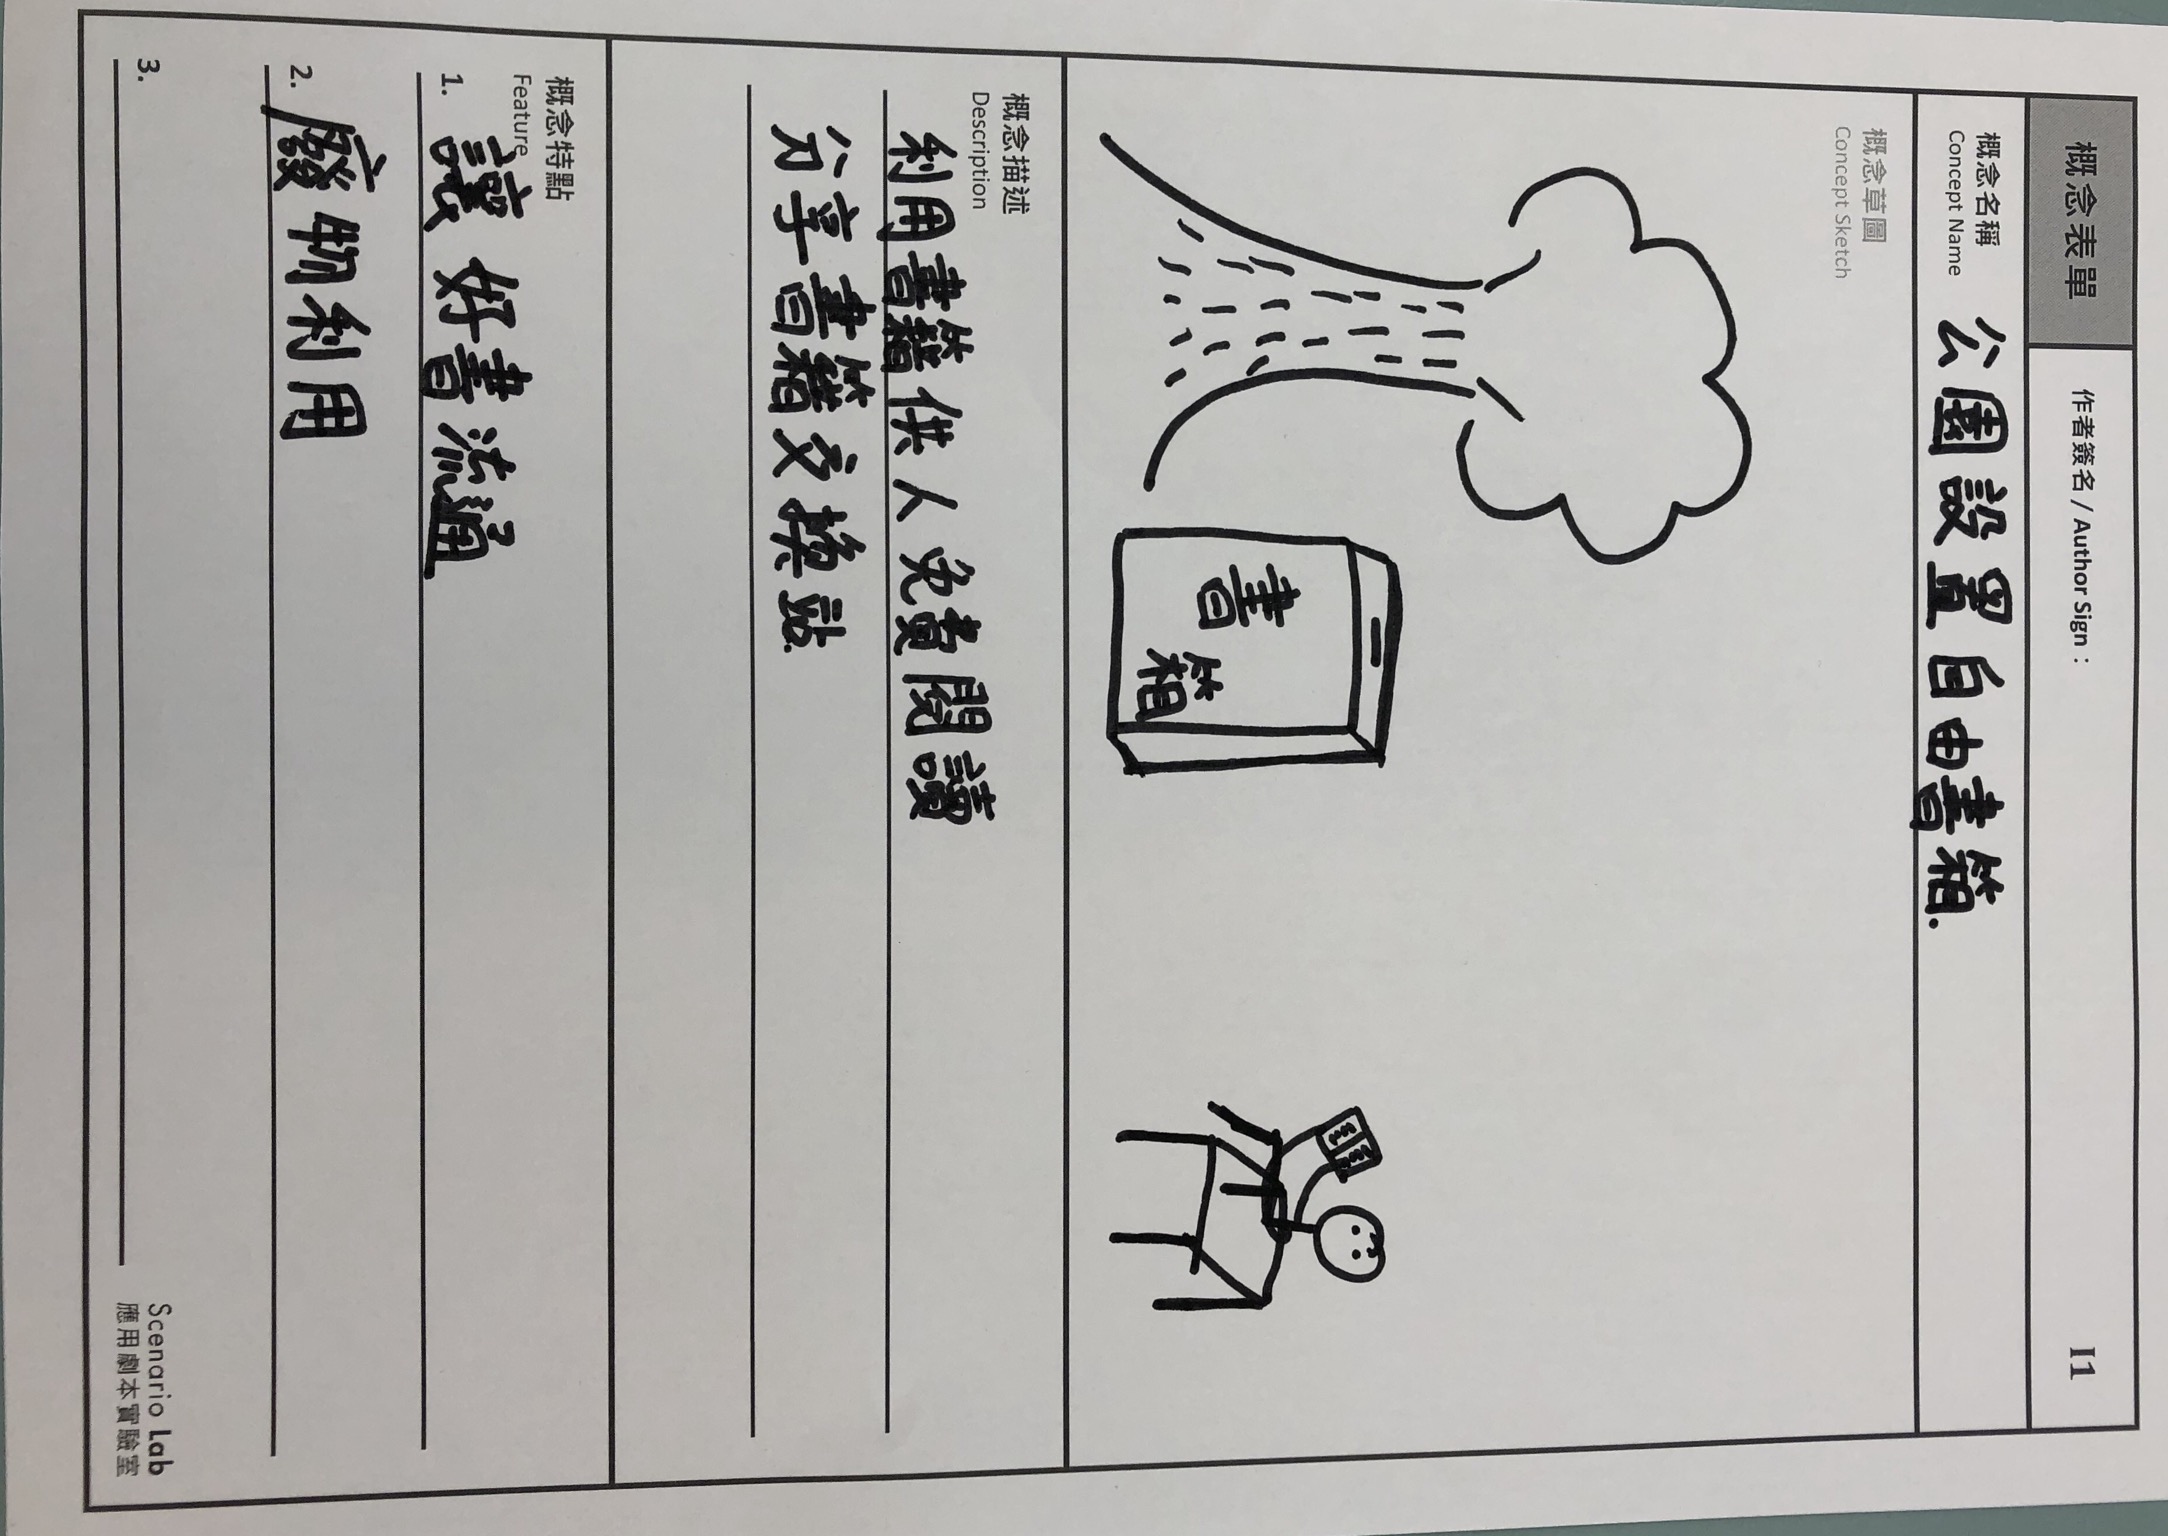 概念表單 作者簽名 / Author Sign : I1
概念名稱 公園設置自由書箱.
Concept Name
概念草圖
Concept Sketch
書
箱
概念描述
Description
利用書籍供人免費閱讀
分享書籍交換站.
概念特點
Feature
1. 讓好書流通
2. 廢物利用
3.
Scenario Lab
應用劇本實驗室